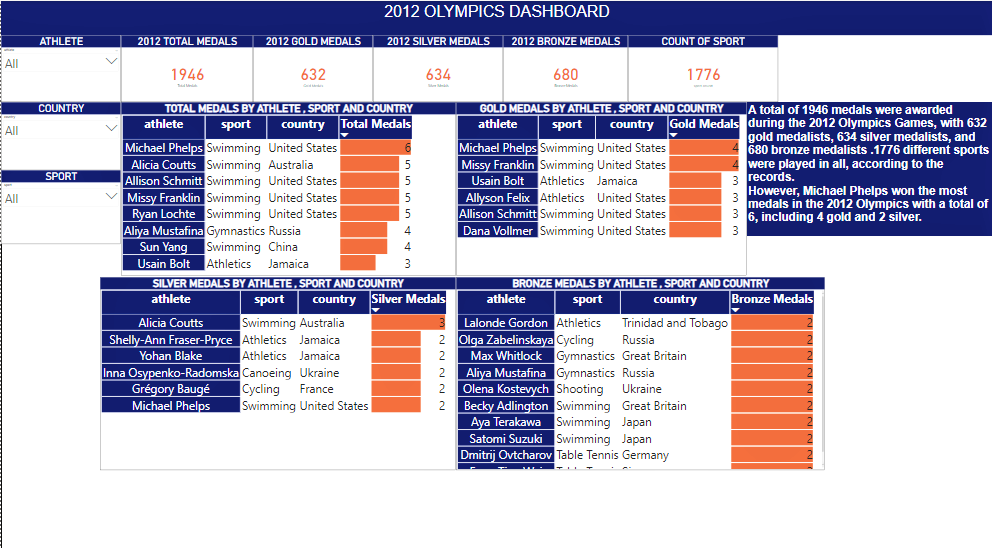 2012 OLYMPICS DASHBOARD
ATHLETE
All
2012 TOTAL MEDALS
1946
Total Medals
2012 GOLD MEDALS
632
Gold Medals
2012 SILVER MEDALS
634
Silver Medals
2012 BRONZE MEDALS
680
Bronze Medals
COUNT OF SPORT
1776
COUNTRY
All
SPORT
All
TOTAL MEDALS BY ATHLETE , SPORT AND COUNTRY
athlete sport country Total Medals
Michael Phelps Swimming United States 6
Alicia Coutts Swimming Australia 5
Allison Schmitt Swimming United States 5
Missy Franklin Swimming United States 5
Ryan Lochte Swimming United States 5
Aliya Mustafina Gymnastics Russia 4
Sun Yang Swimming China 4
Usain Bolt Athletics Jamaica 3
GOLD MEDALS BY ATHLETE , SPORT AND COUNTRY
athlete sport country Gold Medals
Michael Phelps Swimming United States 4
Missy Franklin Swimming United States 4
Usain Bolt Athletics Jamaica 3
Allyson Felix Athletics United States 3
Allison Schmitt Swimming United States 3
Dana Vollmer Swimming United States 3
A total of 1946 medals were awarded
during the 2012 Olympics Games, with 632
gold medalists, 634 silver medalists, and
680 bronze medalists .1776 different sports
were played in all, according to the
records.
However, Michael Phelps won the most
medals in the 2012 Olympics with a total of
6, including 4 gold and 2 silver.
SILVER MEDALS BY ATHLETE , SPORT AND COUNTRY
athlete sport country Silver Medals
Alicia Coutts Swimming Australia 3
Shelly-Ann Fraser-Pryce Athletics Jamaica 2
Yohan Blake Athletics Jamaica 2
Inna Osypenko-Radomska Canoeing Ukraine 2
Grégory Baugé Cycling France 2
Michael Phelps Swimming United States 2
BRONZE MEDALS BY ATHLETE , SPORT AND COUNTRY
athlete sport country Bronze Medals
Lalonde Gordon Athletics Trinidad and Tobago 2
Olga Zabelinskaya Cycling Russia 2
Max Whitlock Gymnastics Great Britain 2
Aliya Mustafina Gymnastics Russia 2
Olena Kostevych Shooting Ukraine 2
Becky Adlington Swimming Great Britain 2
Aya Terakawa Swimming Japan 2
Satomi Suzuki Swimming Japan 2
Dmitrij Ovtcharov Table Tennis Germany 2